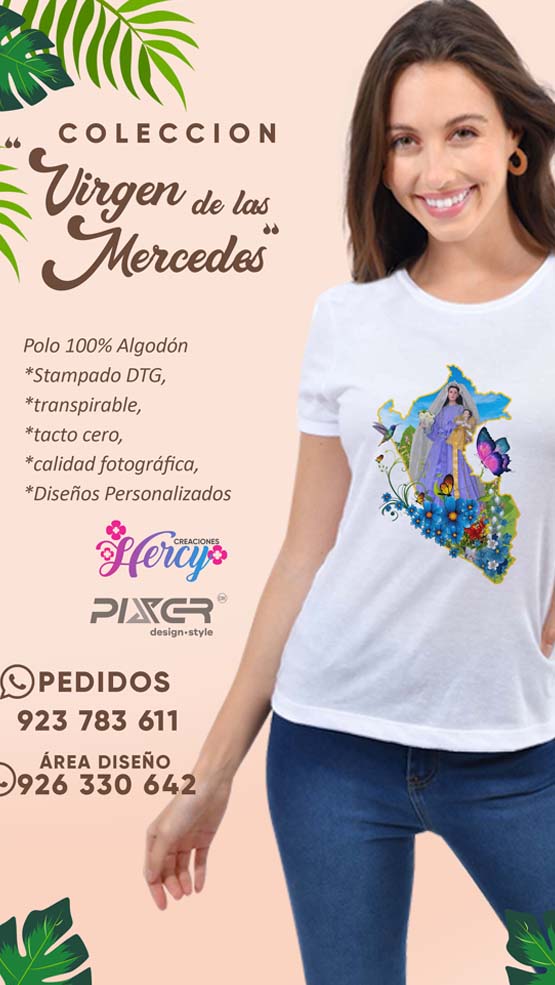 COLECCION
"Virgen de las
Mercedes"
Polo 100% Algodón
*Stampado DTG,
*transpirable,
*tacto cero,
*calidad fotográfica,
*Diseños Personalizados
CREACIONES
Hercy
design•style
PEDIDOS
923 783 611
ÁREA DISEÑO
926 330 642